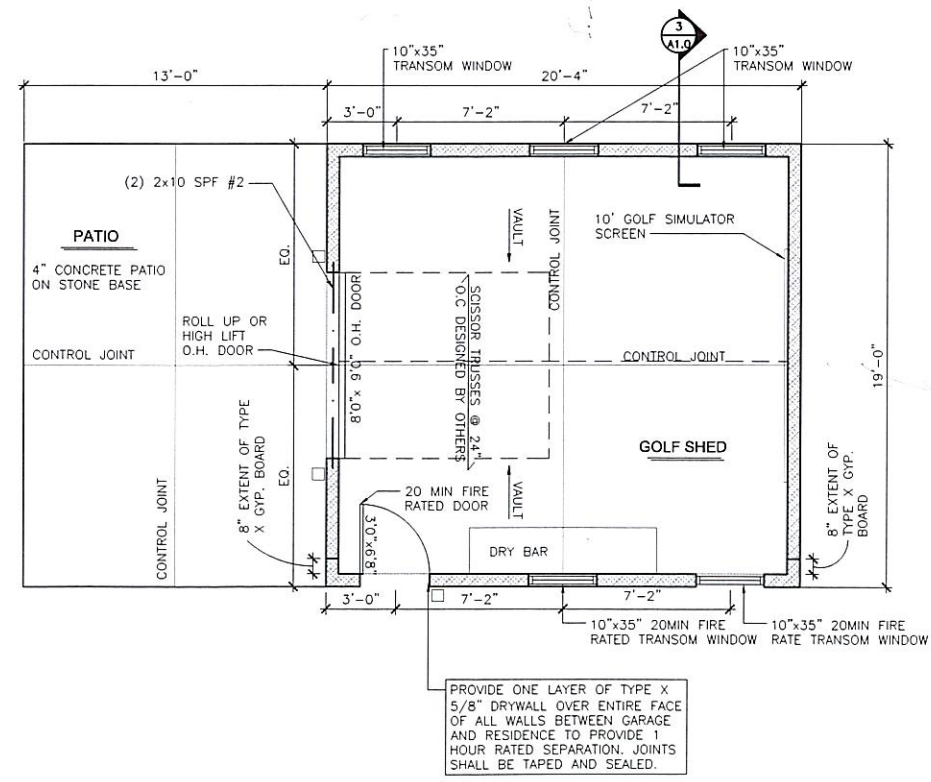 3
A1.0
10"x35"
TRANSOM WINDOW
10"x35"
TRANSOM WINDOW
13'-0"
20'-4"
3'-0"
7'-2"
7'-2"
(2) 2x10 SPF #2
PATIO
4" CONCRETE PATIO
ON STONE BASE
EQ.
VAULT
CONTROL JOINT
10' GOLF SIMULATOR
SCREEN
ROLL UP OR
HIGH LIFT
O.H. DOOR
8'0" x 9'0" O.H. DOOR
SCISSOR TRUSSES @ 24"
O.C DESIGNED BY OTHERS
CONTROL JOINT
CONTROL JOINT
19'-0"
8" EXTENT OF TYPE
X GYP. BOARD
EQ.
GOLF SHED
CONTROL JOINT
20 MIN FIRE
RATED DOOR
3'0"x6'8"
VAULT
DRY BAR
8" EXTENT OF
TYPE X GYP.
BOARD
3'-0"
7'-2"
7'-2"
10"x35" 20MIN FIRE
RATED TRANSOM WINDOW
10"x35" 20MIN FIRE
RATE TRANSOM WINDOW
PROVIDE ONE LAYER OF TYPE X
5/8" DRYWALL OVER ENTIRE FACE
OF ALL WALLS BETWEEN GARAGE
AND RESIDENCE TO PROVIDE 1
HOUR RATED SEPARATION. JOINTS
SHALL BE TAPED AND SEALED.